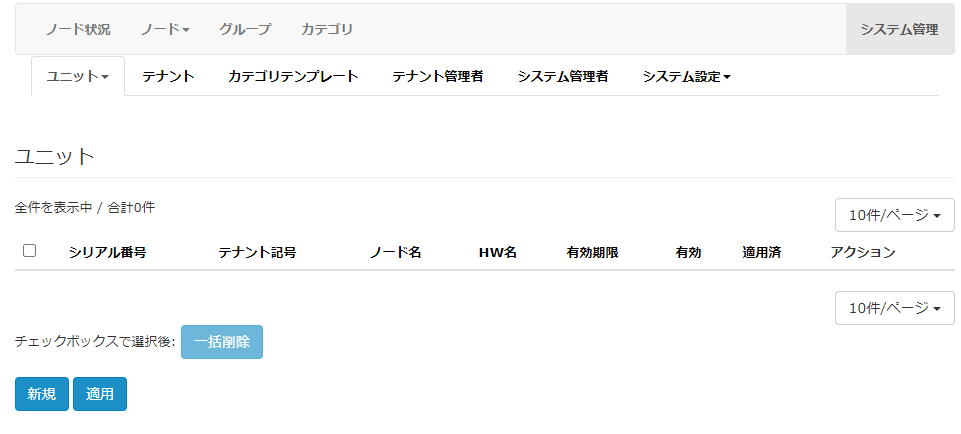 ノード状況 ノード グループ カテゴリ システム管理
ユニット テナント カテゴリテンプレート テナント管理者 システム管理者 システム設定
ユニット
全件を表示中 / 合計0件
10件/ページ
シリアル番号 テナント記号 ノード名 HW名 有効期限 有効 適用済 アクション
10件/ページ
チェックボックスで選択後: 一括削除
新規 適用